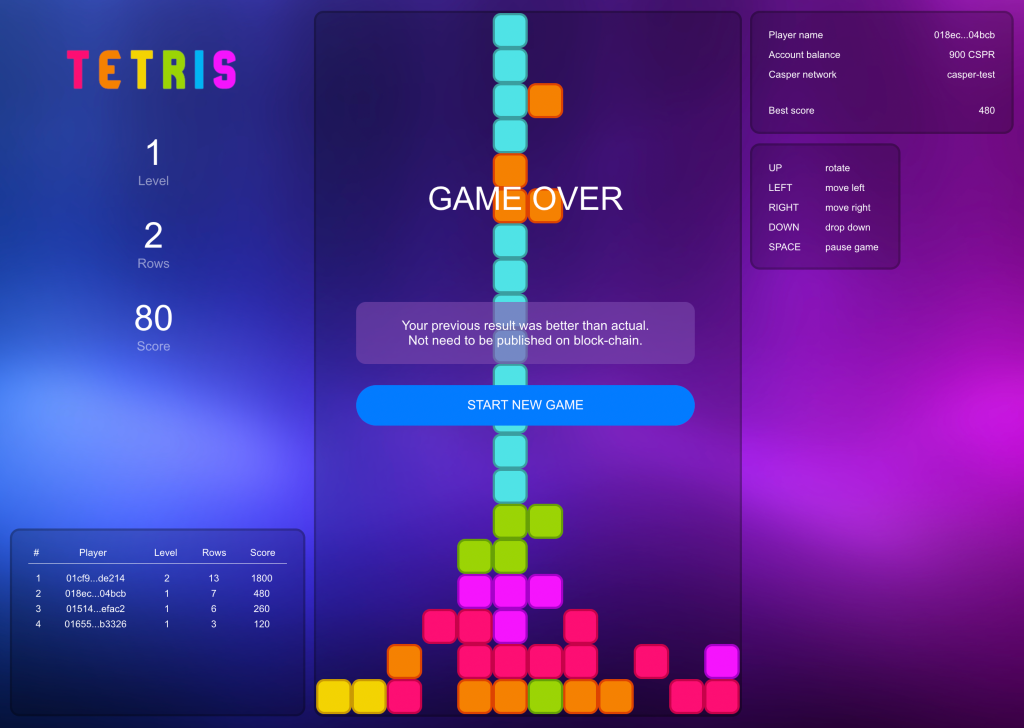 TETRIS
1
Level
2
Rows
80
Score
# Player Level Rows Score
1 01cf9...de214 2 13 1800
2 018ec...04bcb 1 7 480
3 01514...efac2 1 6 260
4 01655...b3326 1 3 120
GAME OVER
Your previous result was better than actual.
Not need to be published on block-chain.
START NEW GAME
Player name 018ec...04bcb
Account balance 900 CSPR
Casper network casper-test
Best score 480
UP rotate
LEFT move left
RIGHT move right
DOWN drop down
SPACE pause game